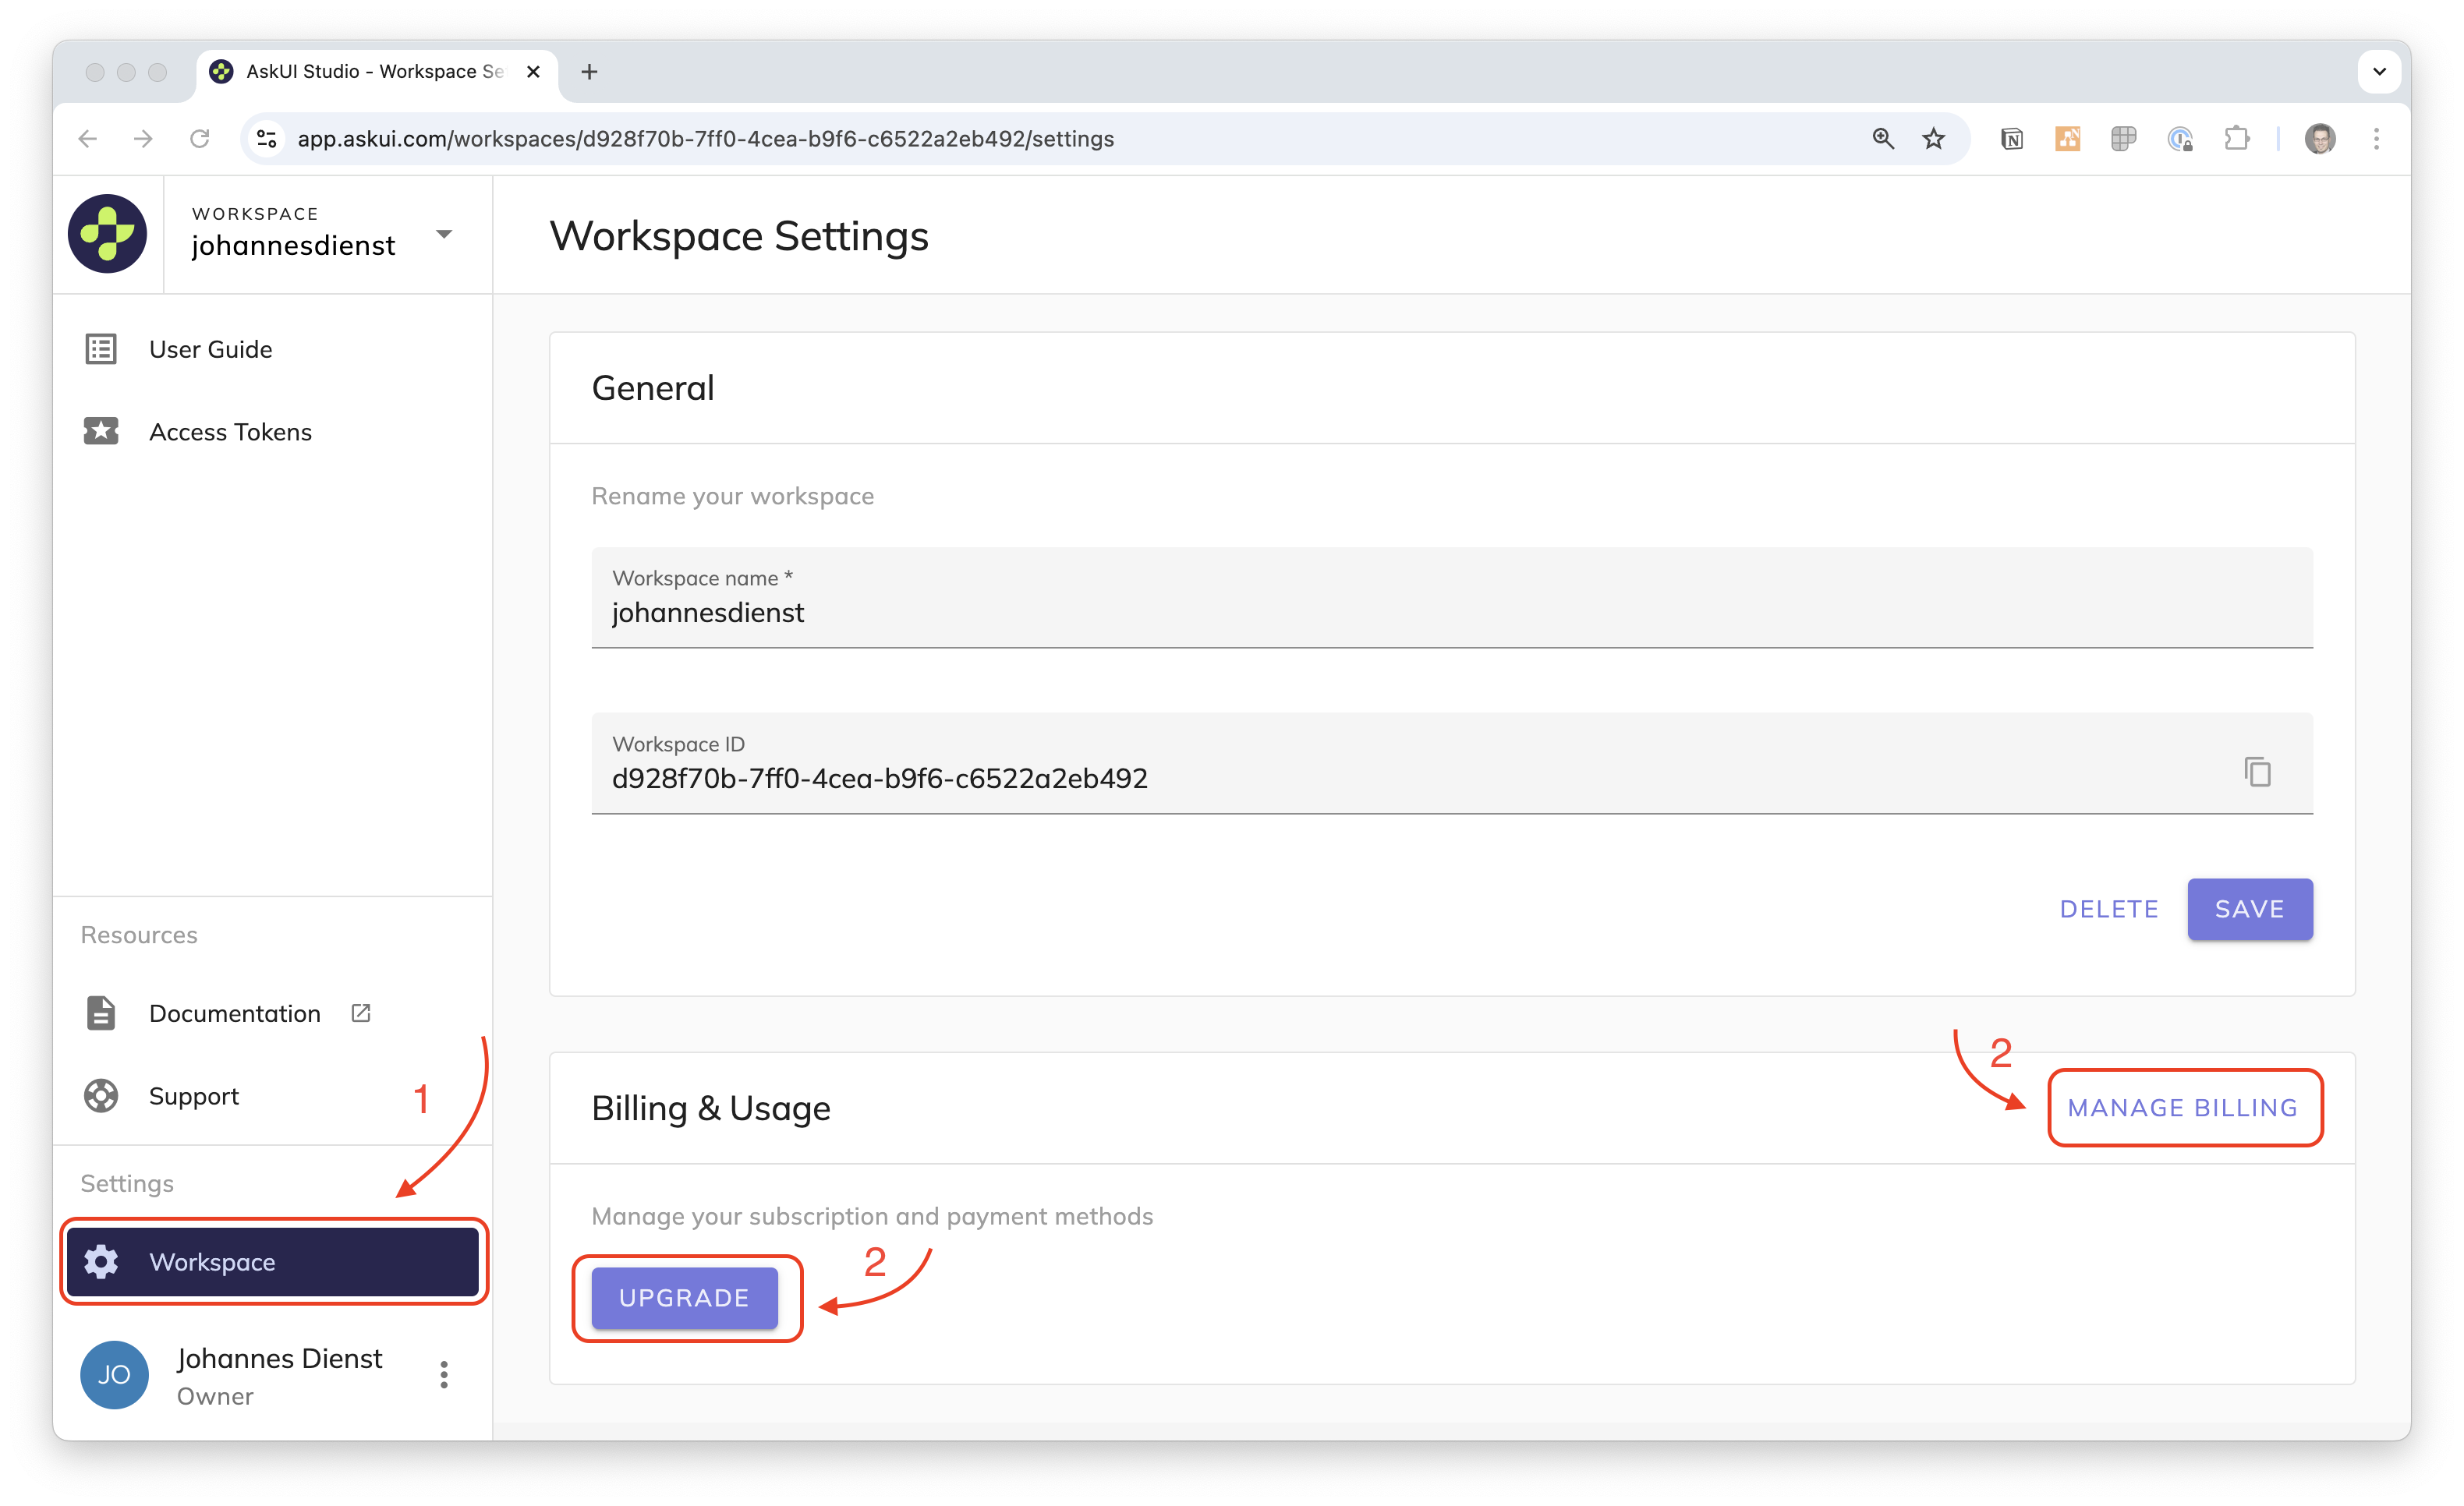 AskUI Studio - Workspace Se
app.askui.com/workspaces/d928f70b-7ff0-4cea-b9f6-c6522a2eb492/settings
WORKSPACE
johannesdienst
Workspace Settings
User Guide
Access Tokens
General
Rename your workspace
Workspace name *
johannesdienst
Workspace ID
d928f70b-7ff0-4cea-b9f6-c6522a2eb492
DELETE
SAVE
Resources
Documentation
Support
1
Settings
Workspace
JO
Johannes Dienst
Owner
Billing & Usage
2
MANAGE BILLING
Manage your subscription and payment methods
2
UPGRADE